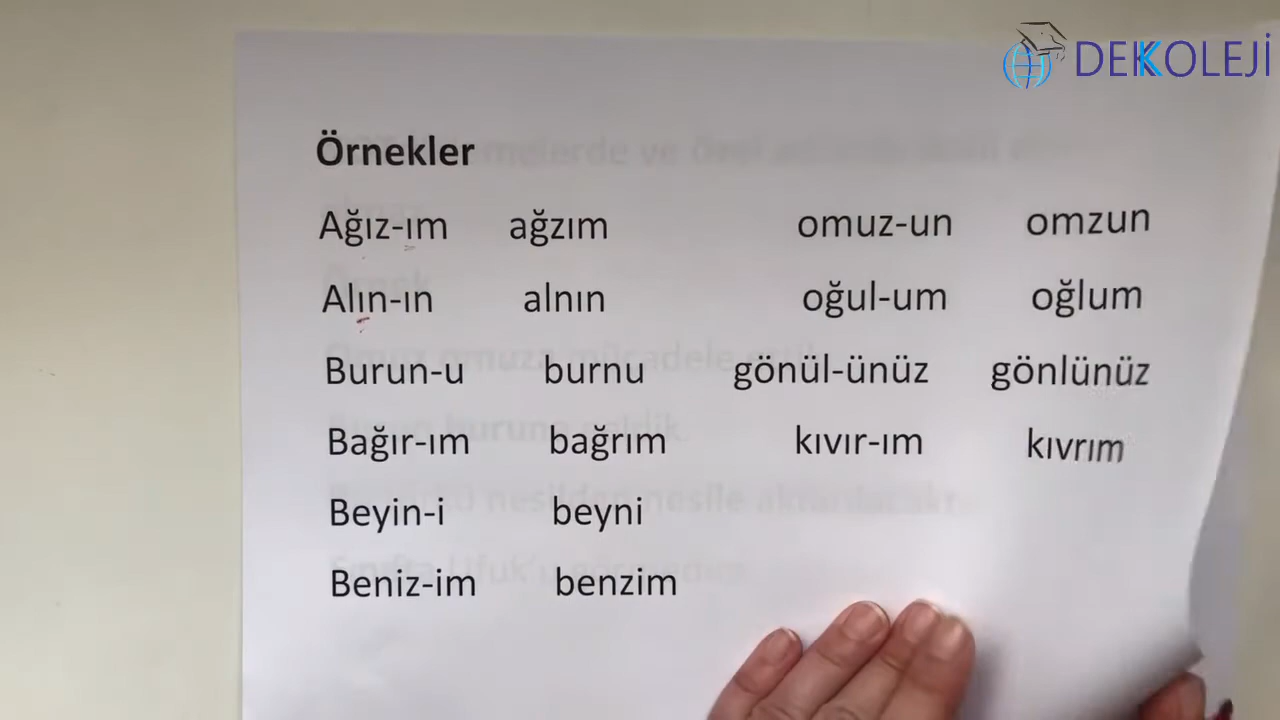 DEKKOLEJİ
Örnekler
Ağız-ım ağzım omuz-un omzun
Alın-ın alnın oğul-um oğlum
Burun-u burnu gönül-ünüz gönlünüz
Bağır-ım bağrım kıvır-ım kıvrım
Beyin-i beyni
Beniz-im benzim